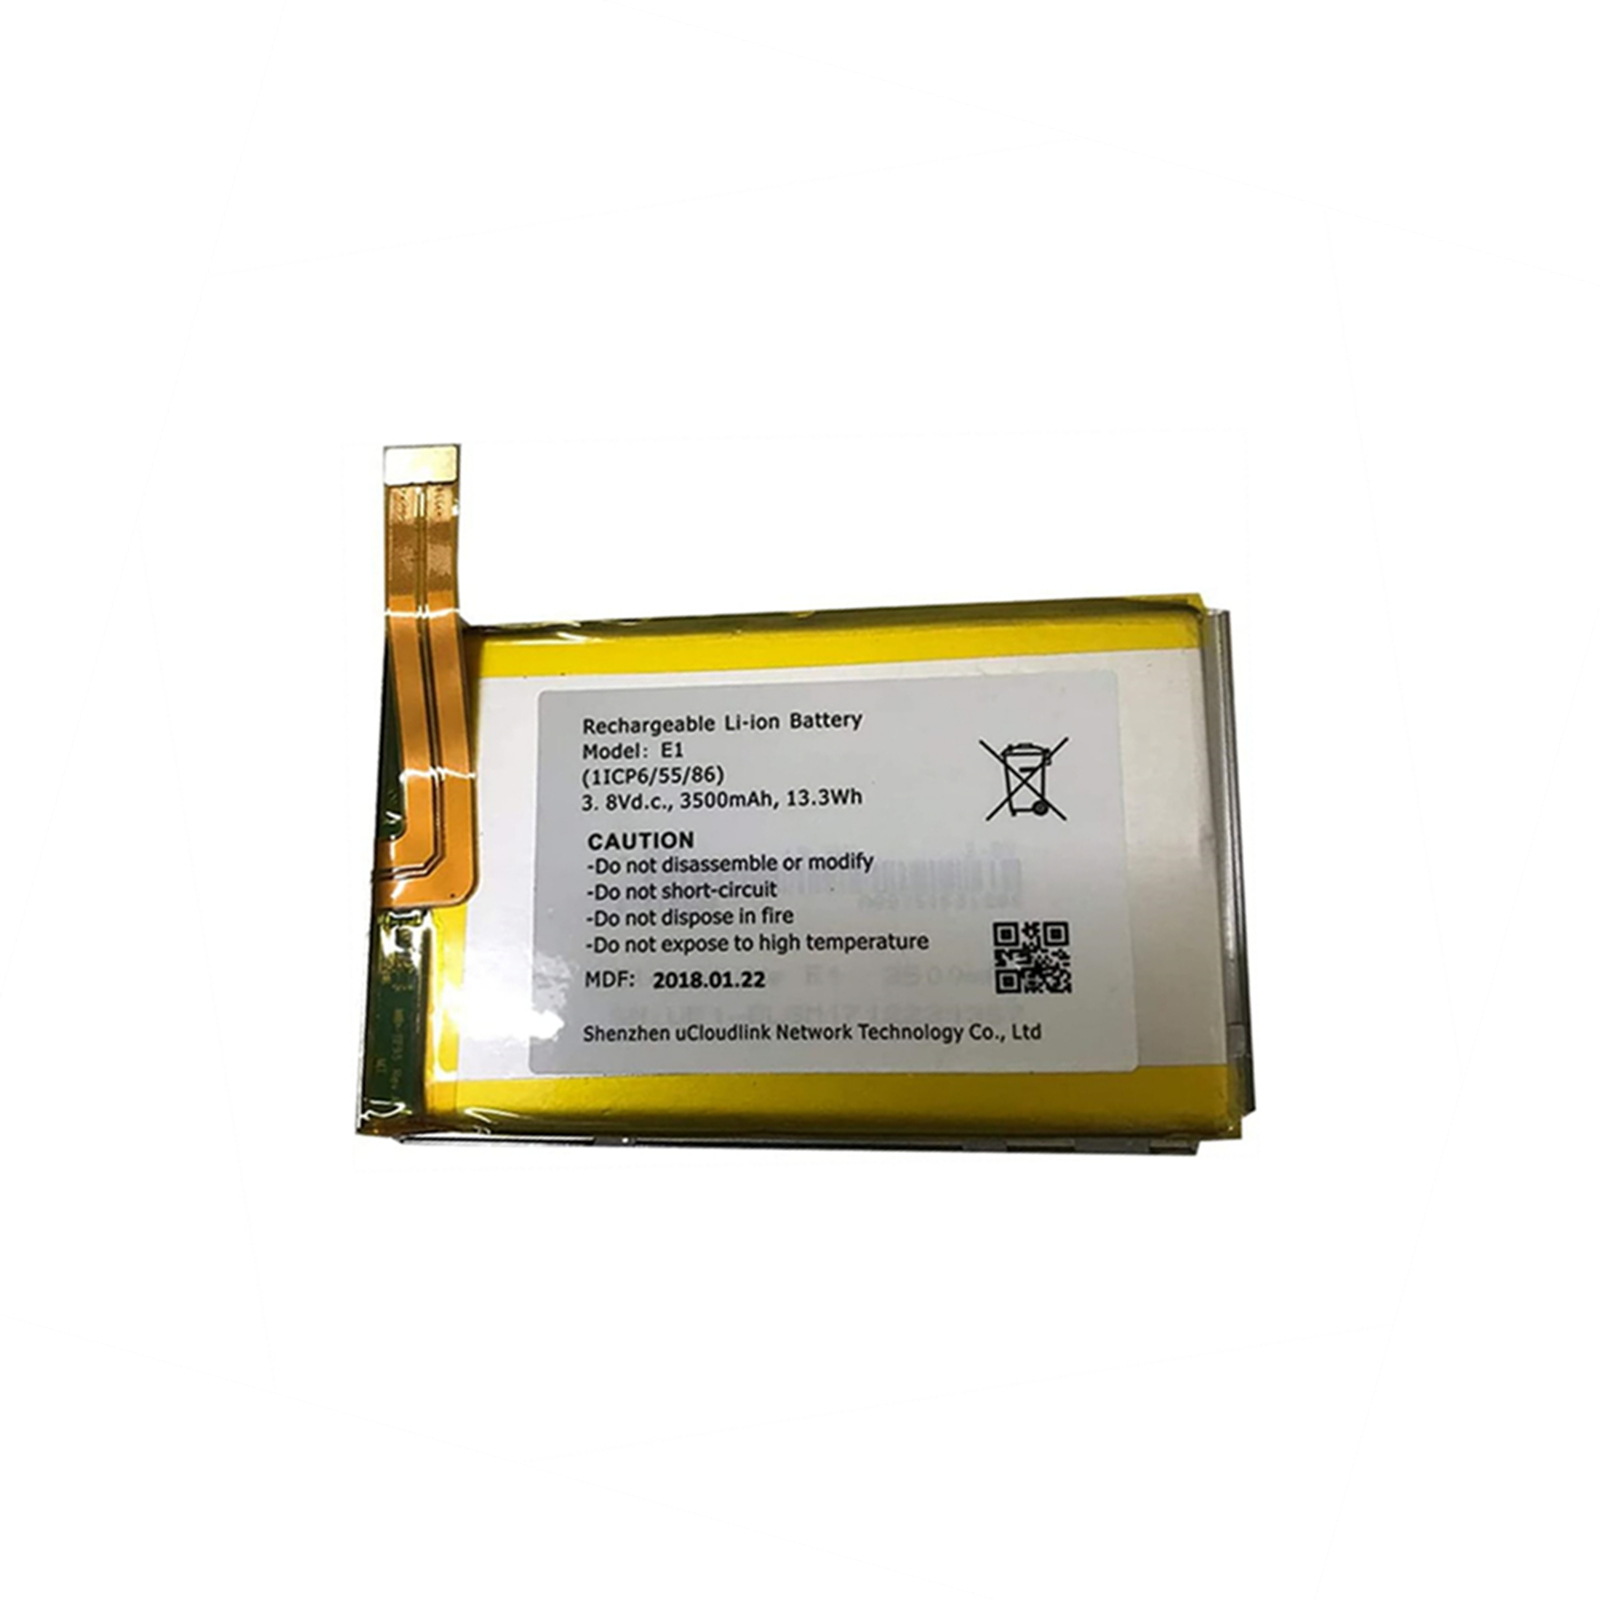 Rechargeable Li-ion Battery
Model: E1
(1ICP6/55/86)
3. 8Vd.c., 3500mAh, 13.3Wh
CAUTION
-Do not disassemble or modify
-Do not short-circuit
-Do not dispose in fire
-Do not expose to high temperature
MDF: 2018.01.22
Shenzhen uCloudlink Network Technology Co., Ltd